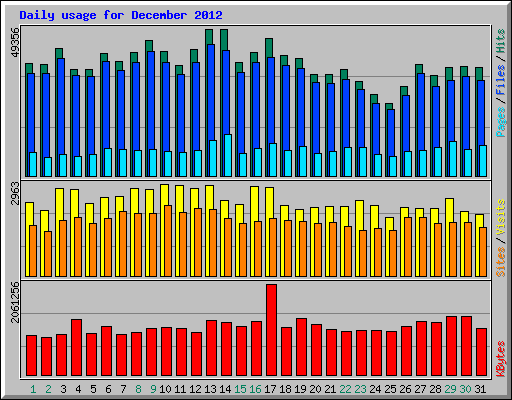 Daily usage for December 2012
49356
Pages / Files / Hits
2963
Sites / Visits
2061256
KBytes
1 2 3 4 5 6 7 8 9 10 11 12 13 14 15 16 17 18 19 20 21 22 23 24 25 26 27 28 29 30 31